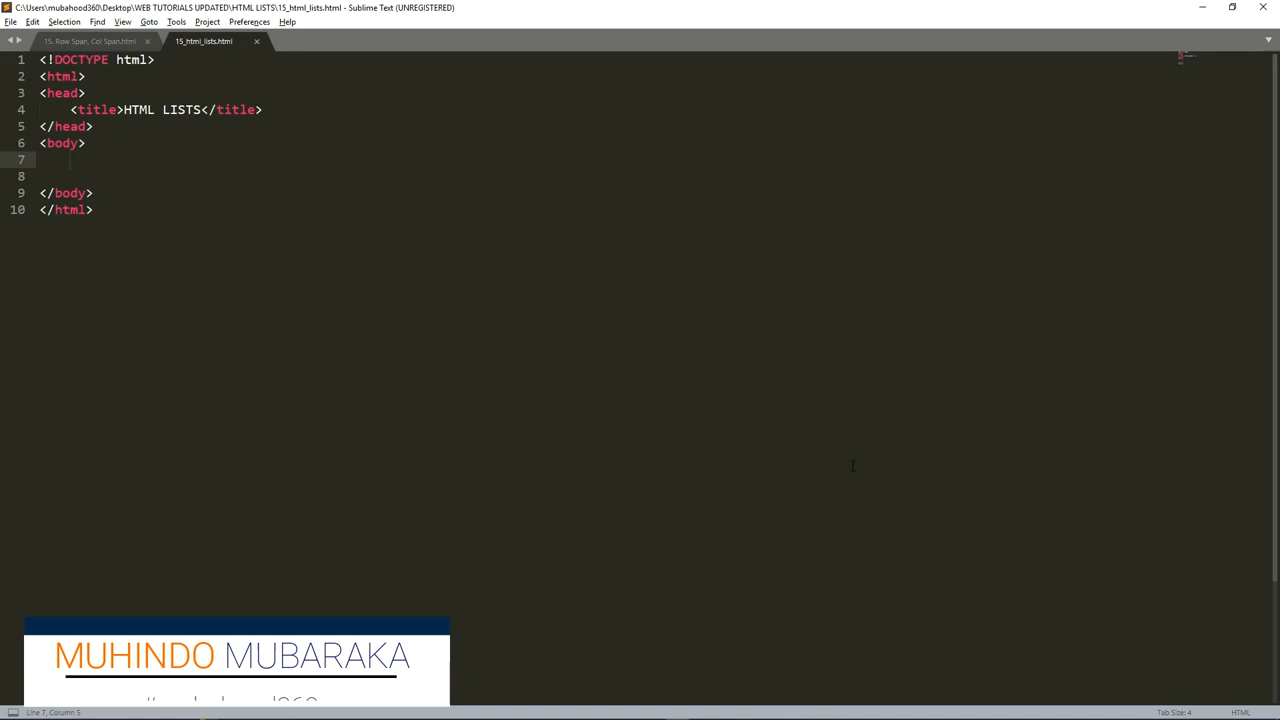 C:\Users\mubahood360\Desktop\WEB TUTORIALS UPDATED\HTML LISTS\15_html_lists.html - Sublime Text (UNREGISTERED)
File Edit Selection Find View Goto Tools Project Preferences Help
15. Row Span, Col Span.html 15_html_lists.html
1 <!DOCTYPE html>
2 <html>
3 <head>
4 <title>HTML LISTS</title>
5 </head>
6 <body>
7
8
9 </body>
10 </html>
MUHINDO MUBARAKA
Line 7, Column 5 Tab Size: 4 HTML